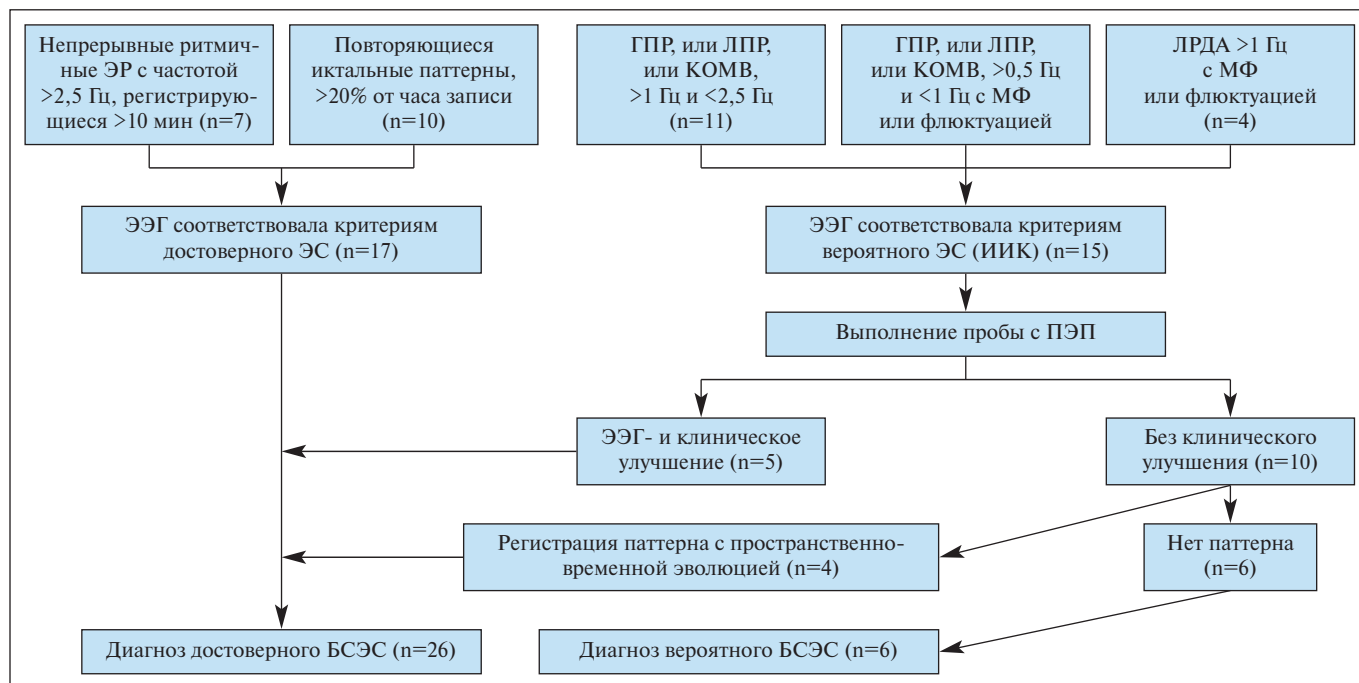 Непрерывные ритмич-
ные ЭР с частотой
>2,5 Гц, регистрирую-
щиеся >10 мин (n=7)
Повторяющиеся
иктальные паттерны,
>20% от часа записи
(n=10)
ГПР, или ЛПР,
или КОМВ,
>1 Гц и <2,5 Гц
(n=11)
ГПР, или ЛПР,
или КОМВ, >0,5 Гц
и <1 Гц с МФ
или флюктуацией
ЛРДА >1 Гц
с МФ
или флюктуацией
(n=4)
ЭЭГ соответствовала критериям
достоверного ЭС (n=17)
ЭЭГ соответствовала критериям
вероятного ЭС (ИИК) (n=15)
Выполнение пробы с ПЭП
ЭЭГ- и клиническое
улучшение (n=5)
Без клинического
улучшения (n=10)
Регистрация паттерна с пространственно-
временной эволюцией (n=4)
Нет паттерна
(n=6)
Диагноз достоверного БСЭС (n=26)
Диагноз вероятного БСЭС (n=6)